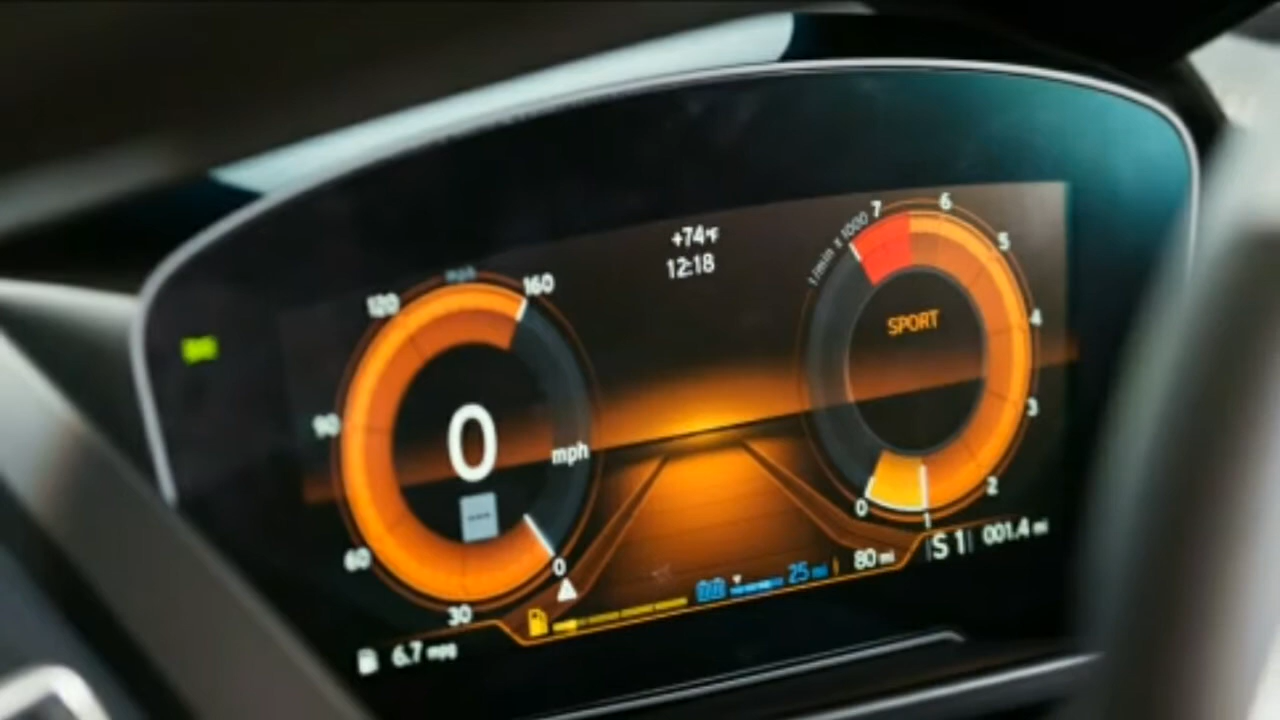 +74°F
12:18
mph
120
160
90
60
30
0
0
mph
1/min x 1000
7
6
5
4
3
2
1
0
SPORT
25 mi
80 mi
S 1
001.4 mi
6.7 mpg